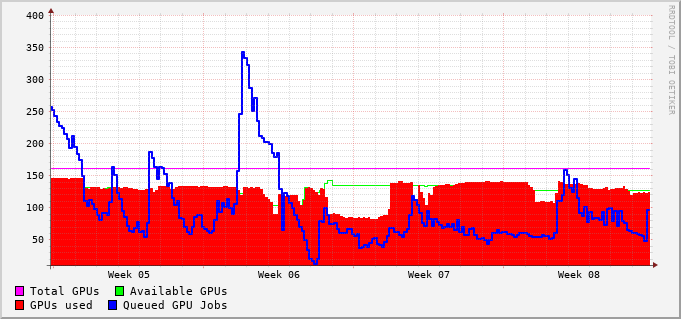 400
350
300
250
200
150
100
50
Week 05 Week 06 Week 07 Week 08
Total GPUs Available GPUs
GPUs used Queued GPU Jobs
RRDTOOL / TOBI OETIKER